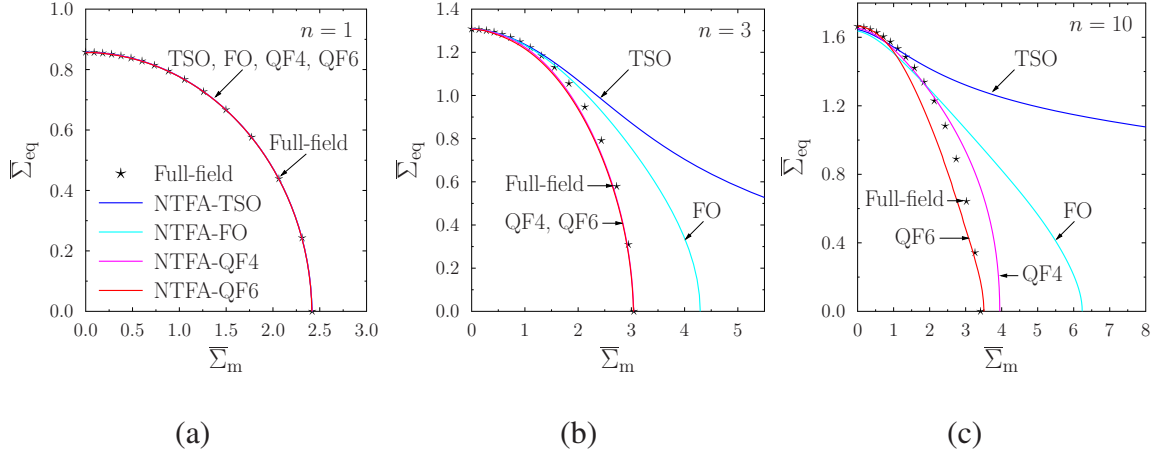 n = 1
TSO, FO, QF4, QF6
Full-field
Full-field
NTFA-TSO
NTFA-FO
NTFA-QF4
NTFA-QF6
1.0
0.8
0.6
0.4
0.2
0.0
0.0 0.5 1.0 1.5 2.0 2.5 3.0
Σ̅eq
Σ̅m
(a)
n = 3
TSO
Full-field
QF4, QF6
FO
1.4
1.2
1.0
0.8
0.6
0.4
0.2
0.0
0 1 2 3 4 5
Σ̅eq
Σ̅m
(b)
n = 10
TSO
Full-field
FO
QF6
QF4
1.6
1.2
0.8
0.4
0.0
0 1 2 3 4 5 6 7 8
Σ̅eq
Σ̅m
(c)